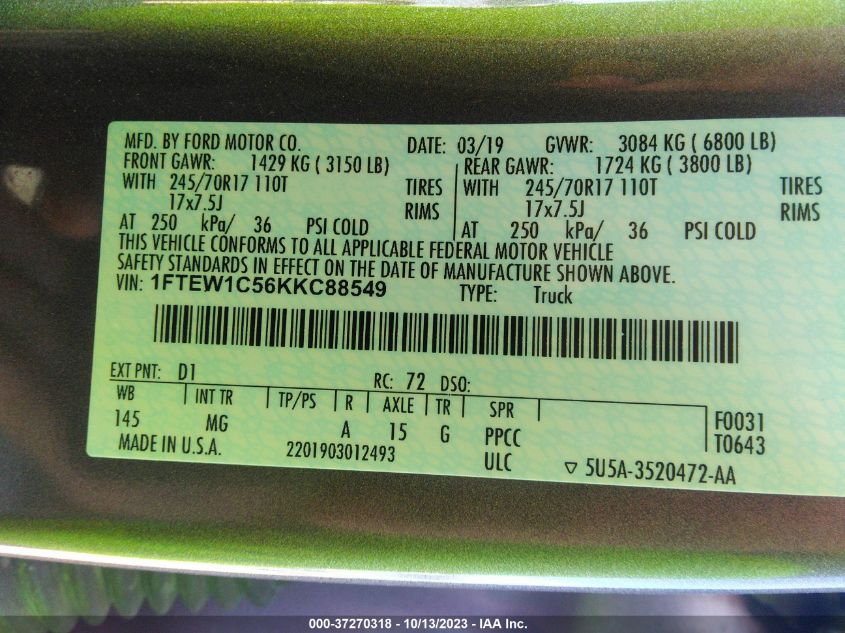 MFD. BY FORD MOTOR CO. DATE: 03/19 GVWR: 3084 KG ( 6800 LB)
FRONT GAWR: 1429 KG ( 3150 LB) REAR GAWR: 1724 KG ( 3800 LB)
WITH 245/70R17 110T TIRES WITH 245/70R17 110T TIRES
17x7.5J RIMS 17x7.5J RIMS
AT 250 kPa/ 36 PSI COLD AT 250 kPa/ 36 PSI COLD
THIS VEHICLE CONFORMS TO ALL APPLICABLE FEDERAL MOTOR VEHICLE
SAFETY STANDARDS IN EFFECT ON THE DATE OF MANUFACTURE SHOWN ABOVE.
VIN: 1FTEW1C56KKC88549 TYPE: Truck
EXT PNT: D1 RC: 72 DSO:
WB INT TR TP/PS R AXLE TR SPR
145 MG A 15 G PPCC F0031
MADE IN U.S.A. 2201903012493 ULC T0643
▽ 5U5A-3520472-AA
000-37270318 - 10/13/2023 - IAA Inc.